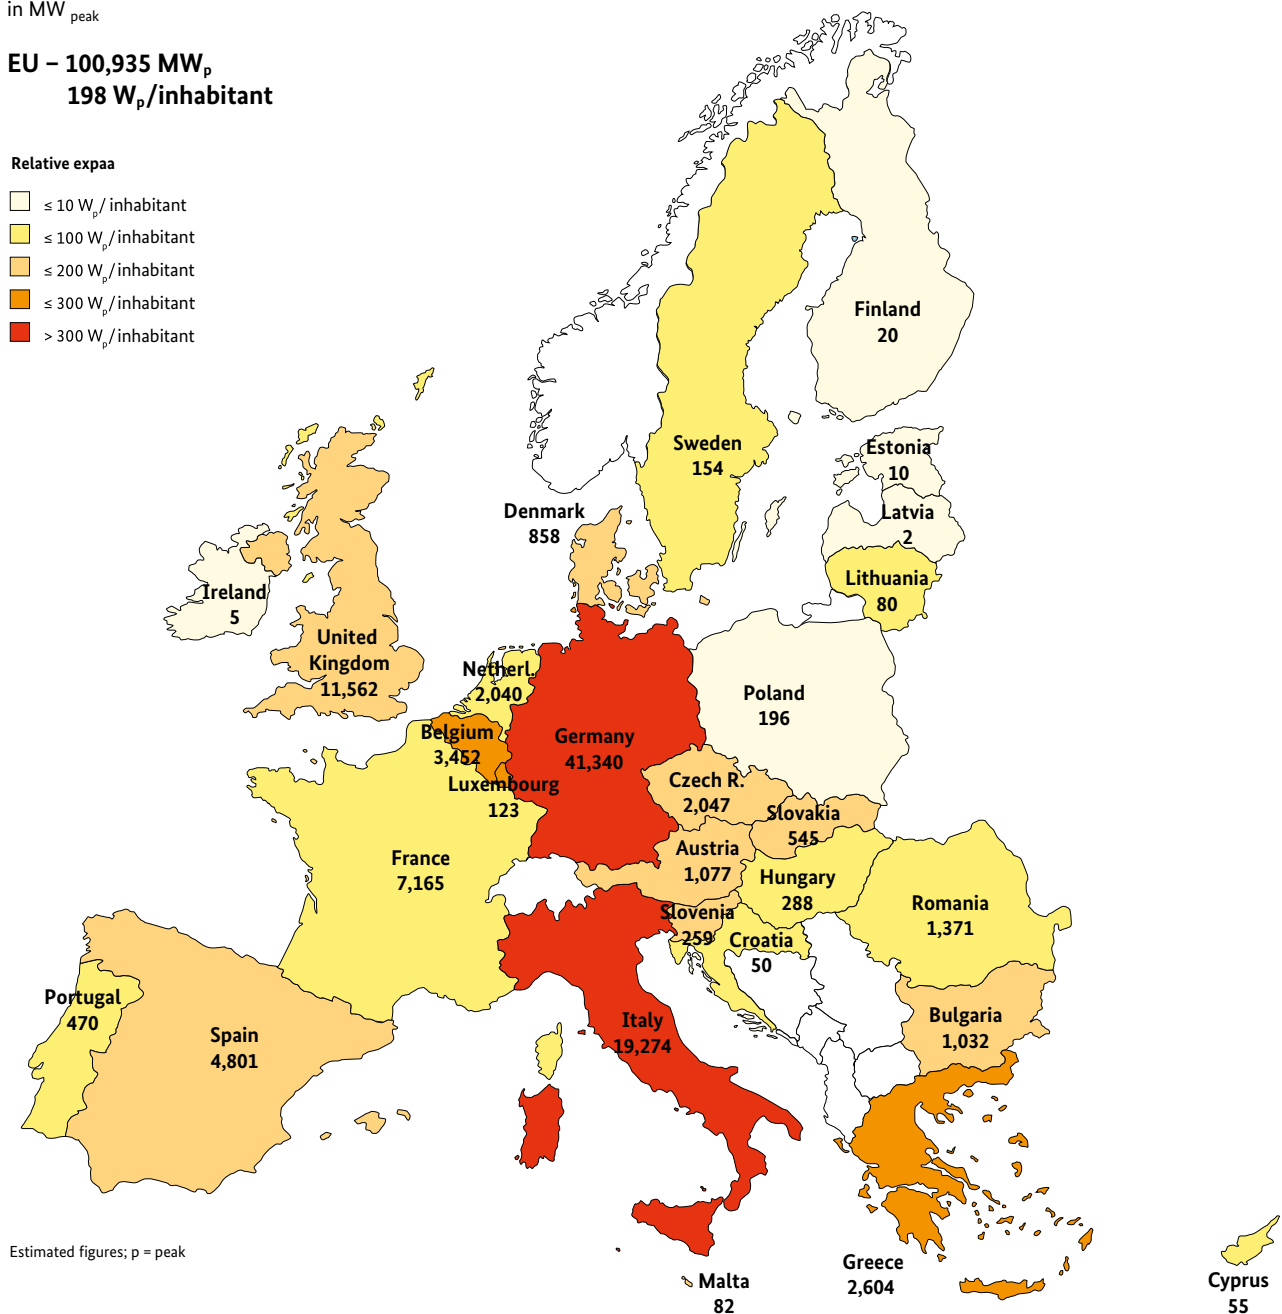 in MW peak
EU – 100,935 MWp
198 Wp/inhabitant
Relative expaa
≤ 10 Wp/ inhabitant
≤ 100 Wp/inhabitant
≤ 200 Wp/inhabitant
≤ 300 Wp/inhabitant
> 300 Wp/inhabitant
Finland
20
Sweden
154
Estonia
10
Latvia
2
Lithuania
80
Denmark
858
Ireland
5
United
Kingdom
11,562
Netherl.
2,040
Poland
196
Belgium
3,452
Germany
41,340
Luxembourg
123
Czech R.
2,047
Slovakia
545
Austria
1,077
France
7,165
Hungary
288
Romania
1,371
Slovenia
259
Croatia
50
Portugal
470
Spain
4,801
Italy
19,274
Bulgaria
1,032
Estimated figures; p = peak
Malta
82
Greece
2,604
Cyprus
55